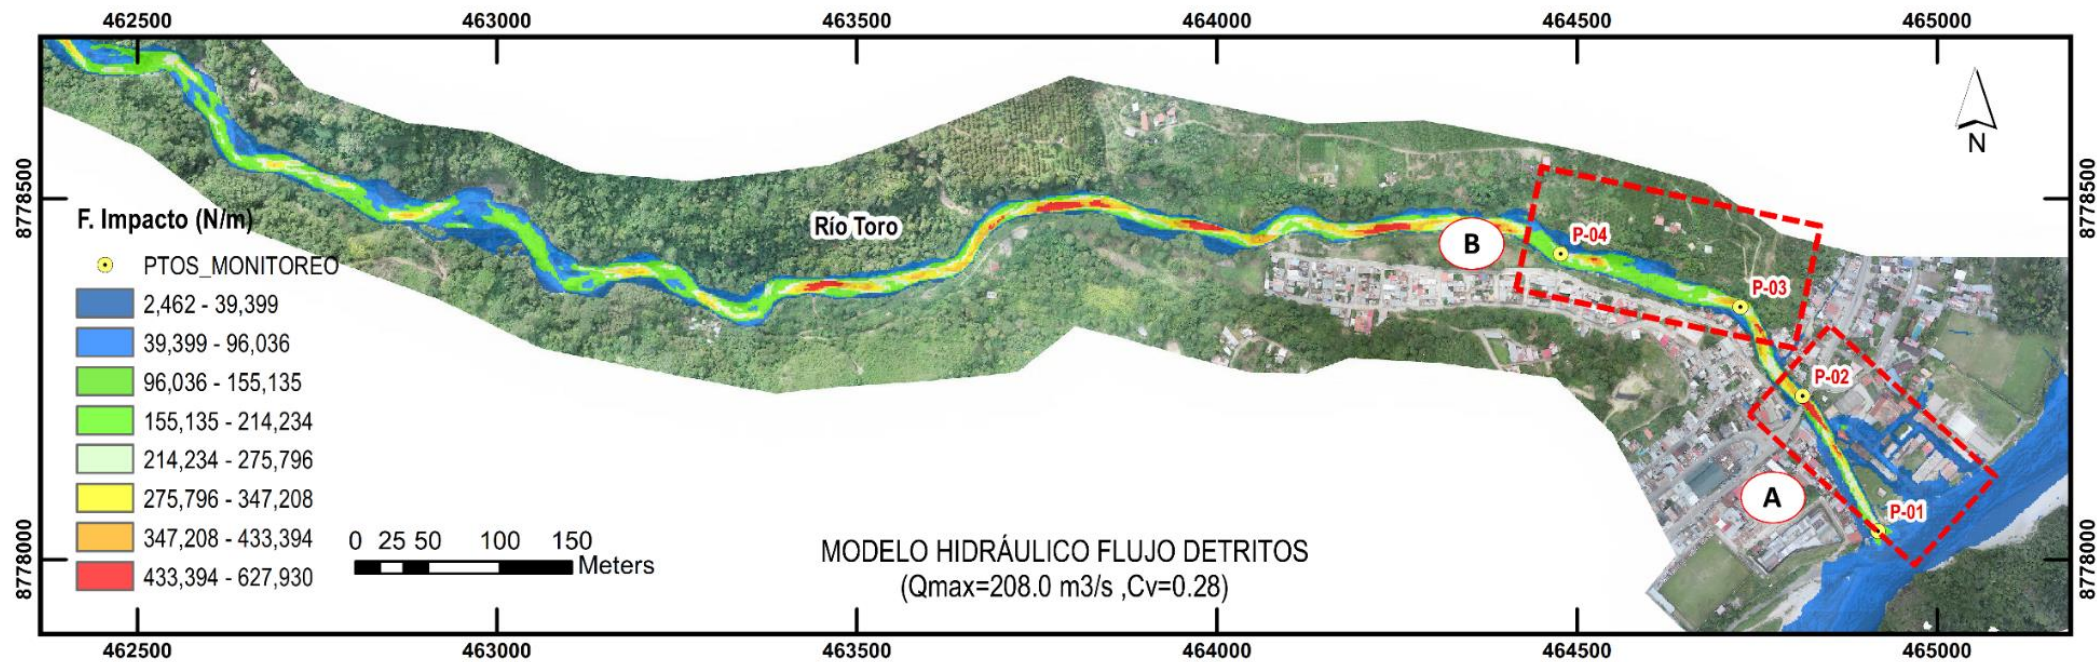 462500 463000 463500 464000 464500 465000
N
8778500 8778500
F. Impacto (N/m)
PTOS_MONITOREO
2,462 - 39,399
39,399 - 96,036
96,036 - 155,135
155,135 - 214,234
214,234 - 275,796
275,796 - 347,208
347,208 - 433,394
433,394 - 627,930
Río Toro
B
P-04
P-03
P-02
A
P-01
0 25 50 100 150
Meters
MODELO HIDRÁULICO FLUJO DETRITOS
(Qmax=208.0 m3/s ,Cv=0.28)
8778000 8778000
462500 463000 463500 464000 464500 465000